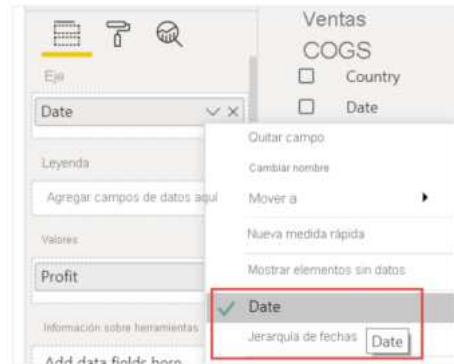 Ventas
COGS
Country
Date
Eje
Date
Leyenda
Agregar campos de datos aquí
Valores
Profit
Información sobre herramientas
Add data fields here
Quitar campo
Cambiar nombre
Mover a
Nueva medida rápida
Mostrar elementos sin datos
Date
Jerarquía de fechas
Date